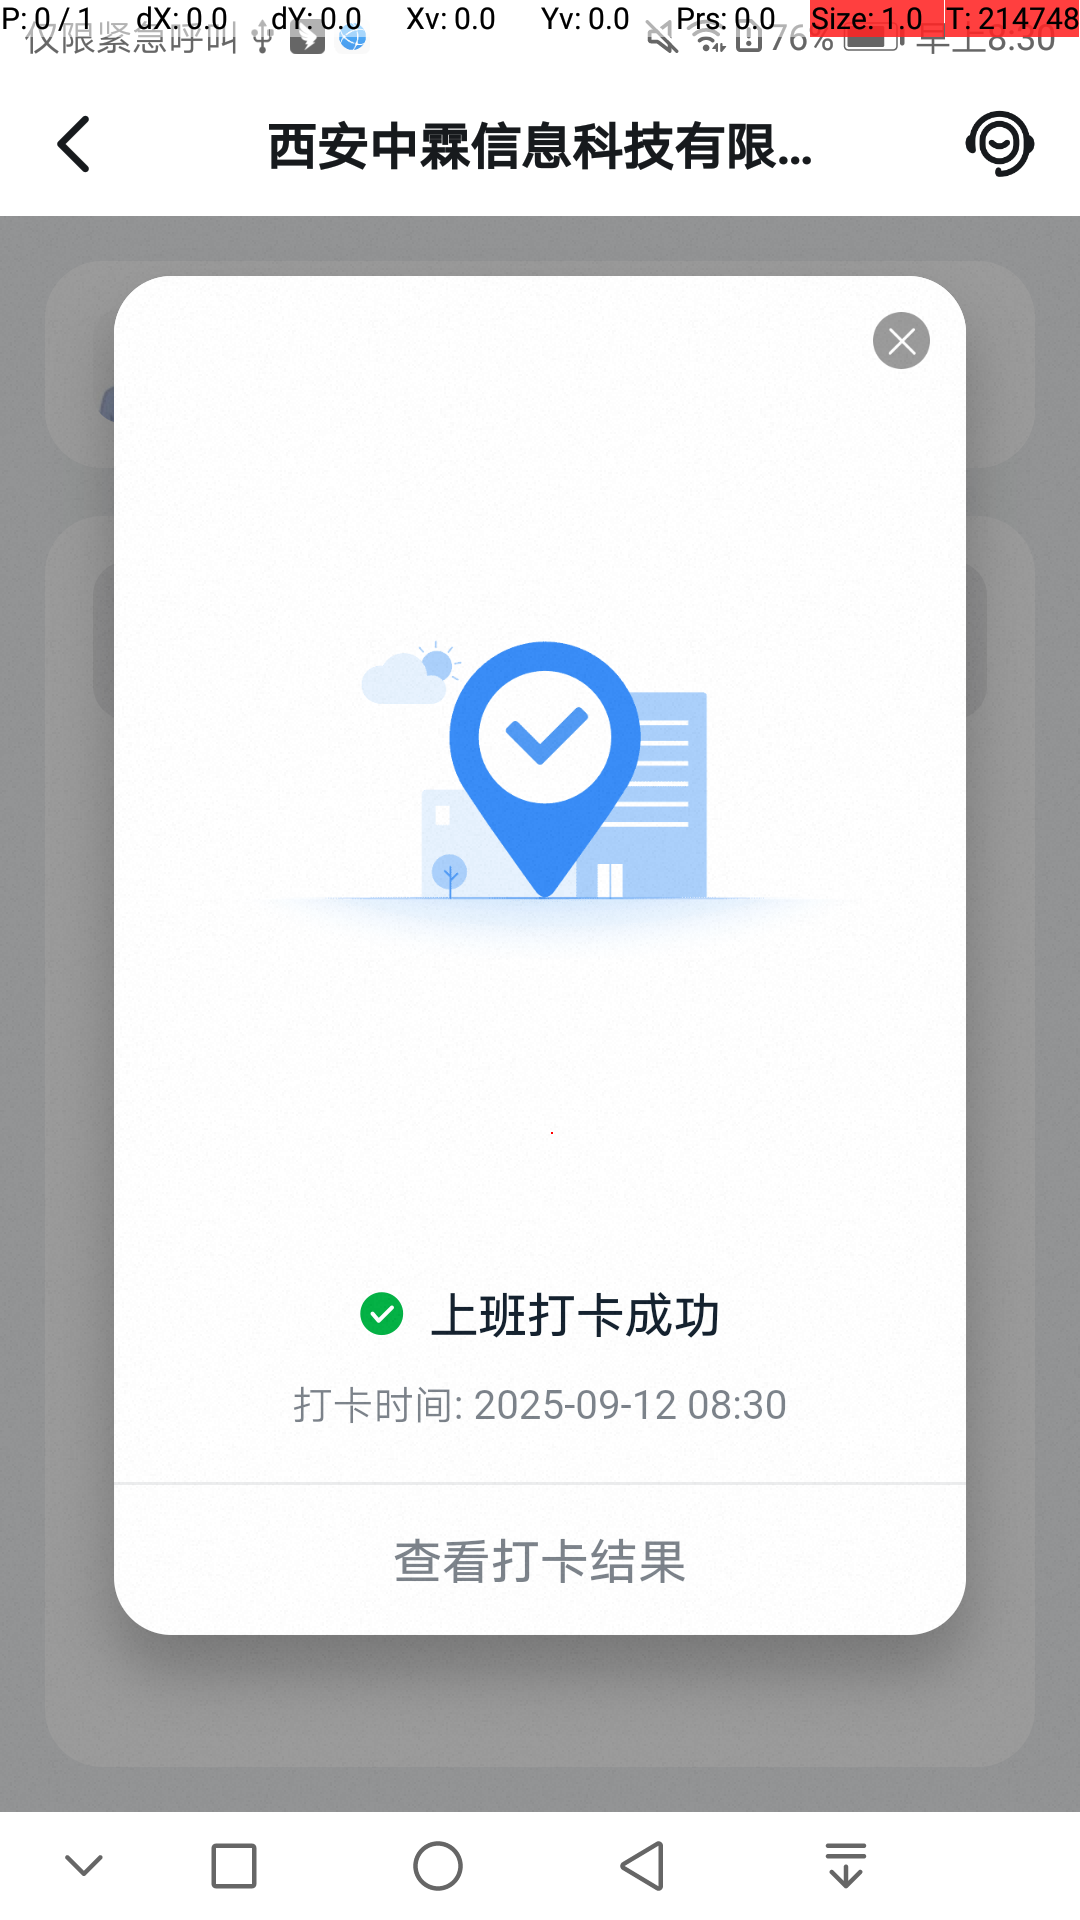 P: 0 / 1 dX: 0.0 dY: 0.0 Xv: 0.0 Yv: 0.0 Prs: 0.0 Size: 1.0 T: 214748
仅限紧急呼叫 76% 早上8:30
西安中霖信息科技有限...
上班打卡成功
打卡时间: 2025-09-12 08:30
查看打卡结果